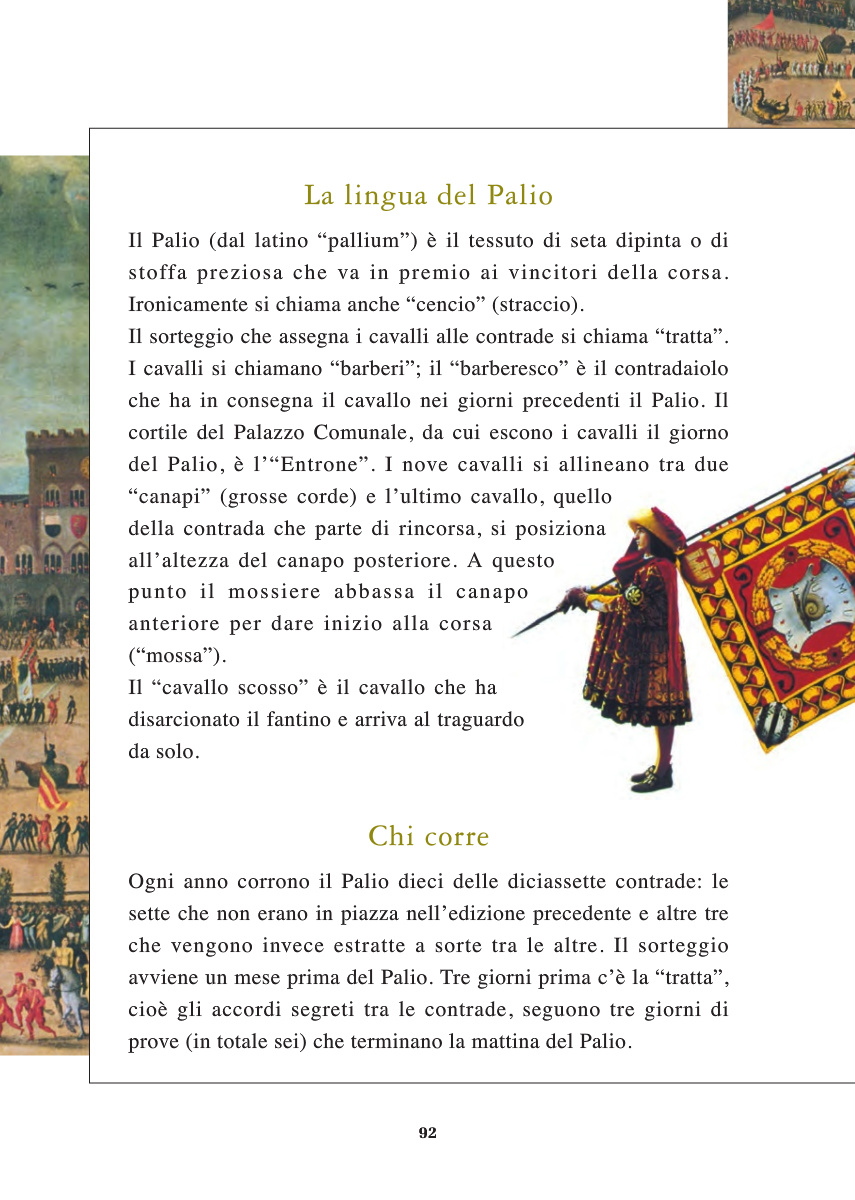 La lingua del Palio
Il Palio (dal latino “pallium”) è il tessuto di seta dipinta o di
stoffa preziosa che va in premio ai vincitori della corsa.
Ironicamente si chiama anche “cencio” (straccio).
Il sorteggio che assegna i cavalli alle contrade si chiama “tratta”.
I cavalli si chiamano “barberi”; il “barberesco” è il contradaiolo
che ha in consegna il cavallo nei giorni precedenti il Palio. Il
cortile del Palazzo Comunale, da cui escono i cavalli il giorno
del Palio, è l’“Entrone”. I nove cavalli si allineano tra due
“canapi” (grosse corde) e l’ultimo cavallo, quello
della contrada che parte di rincorsa, si posiziona
all’altezza del canapo posteriore. A questo
punto il mossiere abbassa il canapo
anteriore per dare inizio alla corsa
(“mossa”).
Il “cavallo scosso” è il cavallo che ha
disarcionato il fantino e arriva al traguardo
da solo.
Chi corre
Ogni anno corrono il Palio dieci delle diciassette contrade: le
sette che non erano in piazza nell’edizione precedente e altre tre
che vengono invece estratte a sorte tra le altre. Il sorteggio
avviene un mese prima del Palio. Tre giorni prima c’è la “tratta”,
cioè gli accordi segreti tra le contrade, seguono tre giorni di
prove (in totale sei) che terminano la mattina del Palio.
92